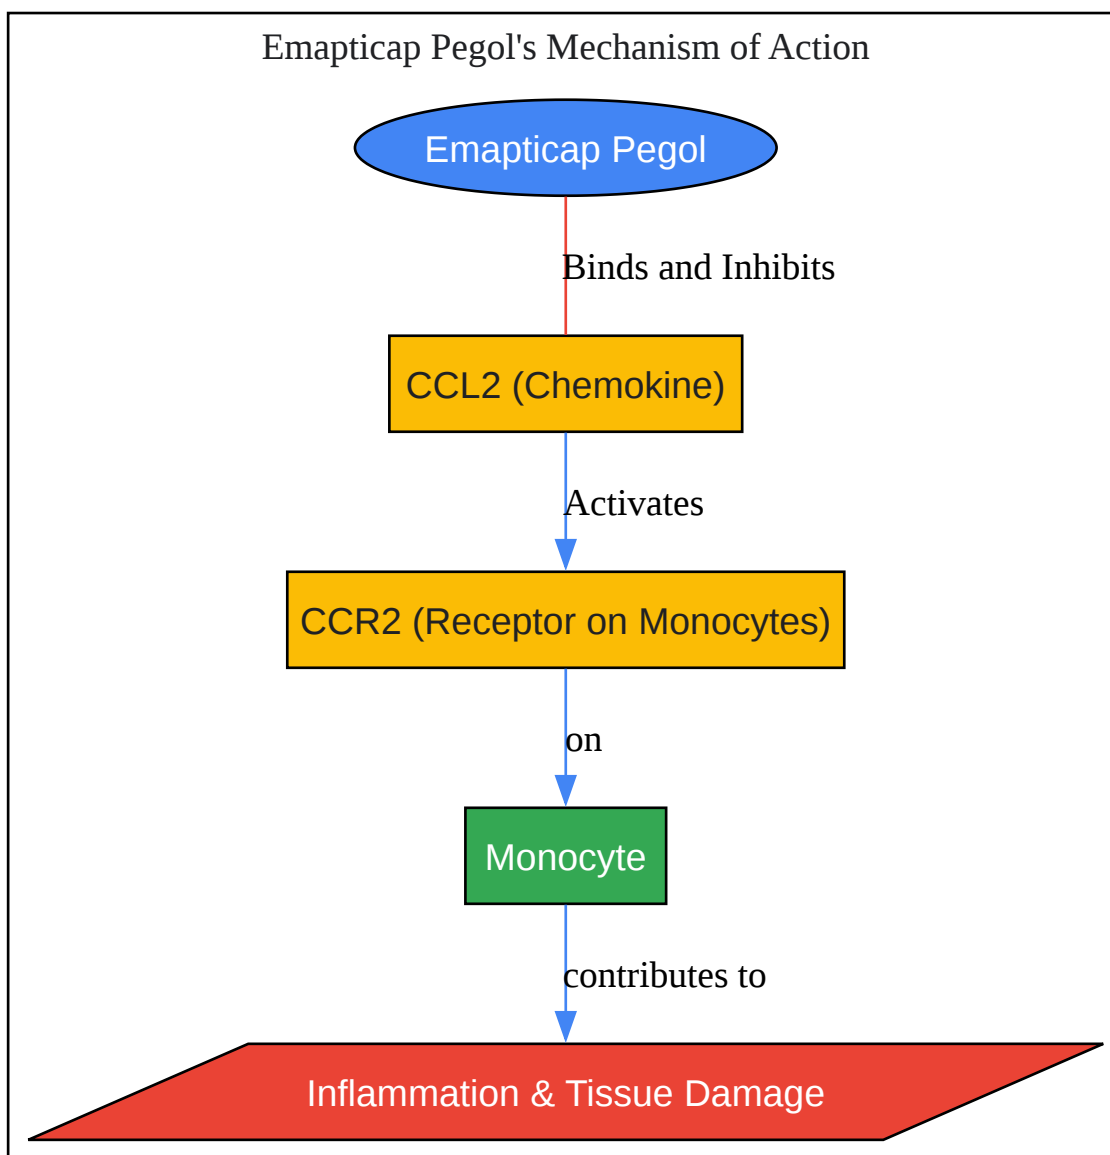 Emapticap Pegol's Mechanism of Action
Emapticap Pegol
Binds and Inhibits
CCL2 (Chemokine)
Activates
CCR2 (Receptor on Monocytes)
on
Monocyte
contributes to
Inflammation & Tissue Damage